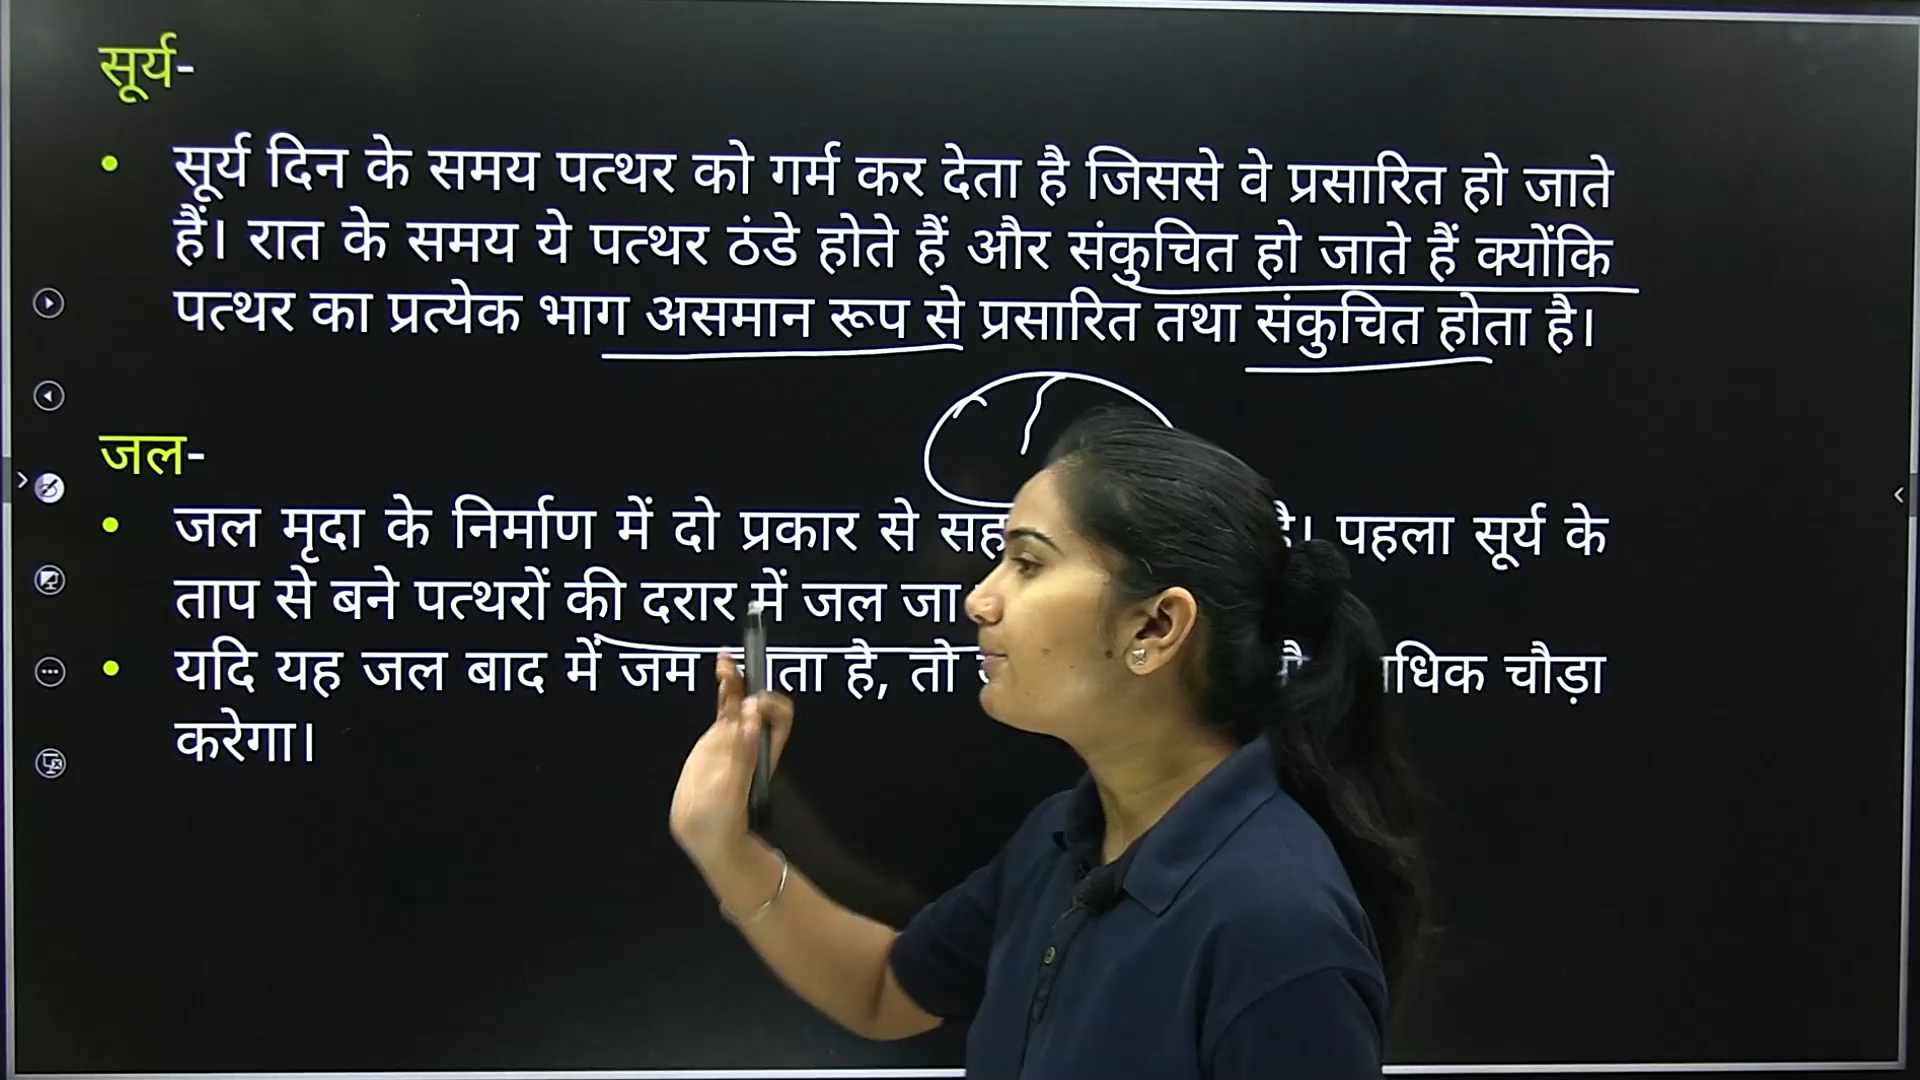 सूर्य-
• सूर्य दिन के समय पत्थर को गर्म कर देता है जिससे वे प्रसारित हो जाते
हैं। रात के समय ये पत्थर ठंडे होते हैं और संकुचित हो जाते हैं क्योंकि
पत्थर का प्रत्येक भाग असमान रूप से प्रसारित तथा संकुचित होता है।
जल-
• जल मृदा के निर्माण में दो प्रकार से है। पहला सूर्य के
ताप से बने पत्थरों की दरार में जल जा
• यदि यह जल बाद में जम है, तो चौड़ा
करेगा।